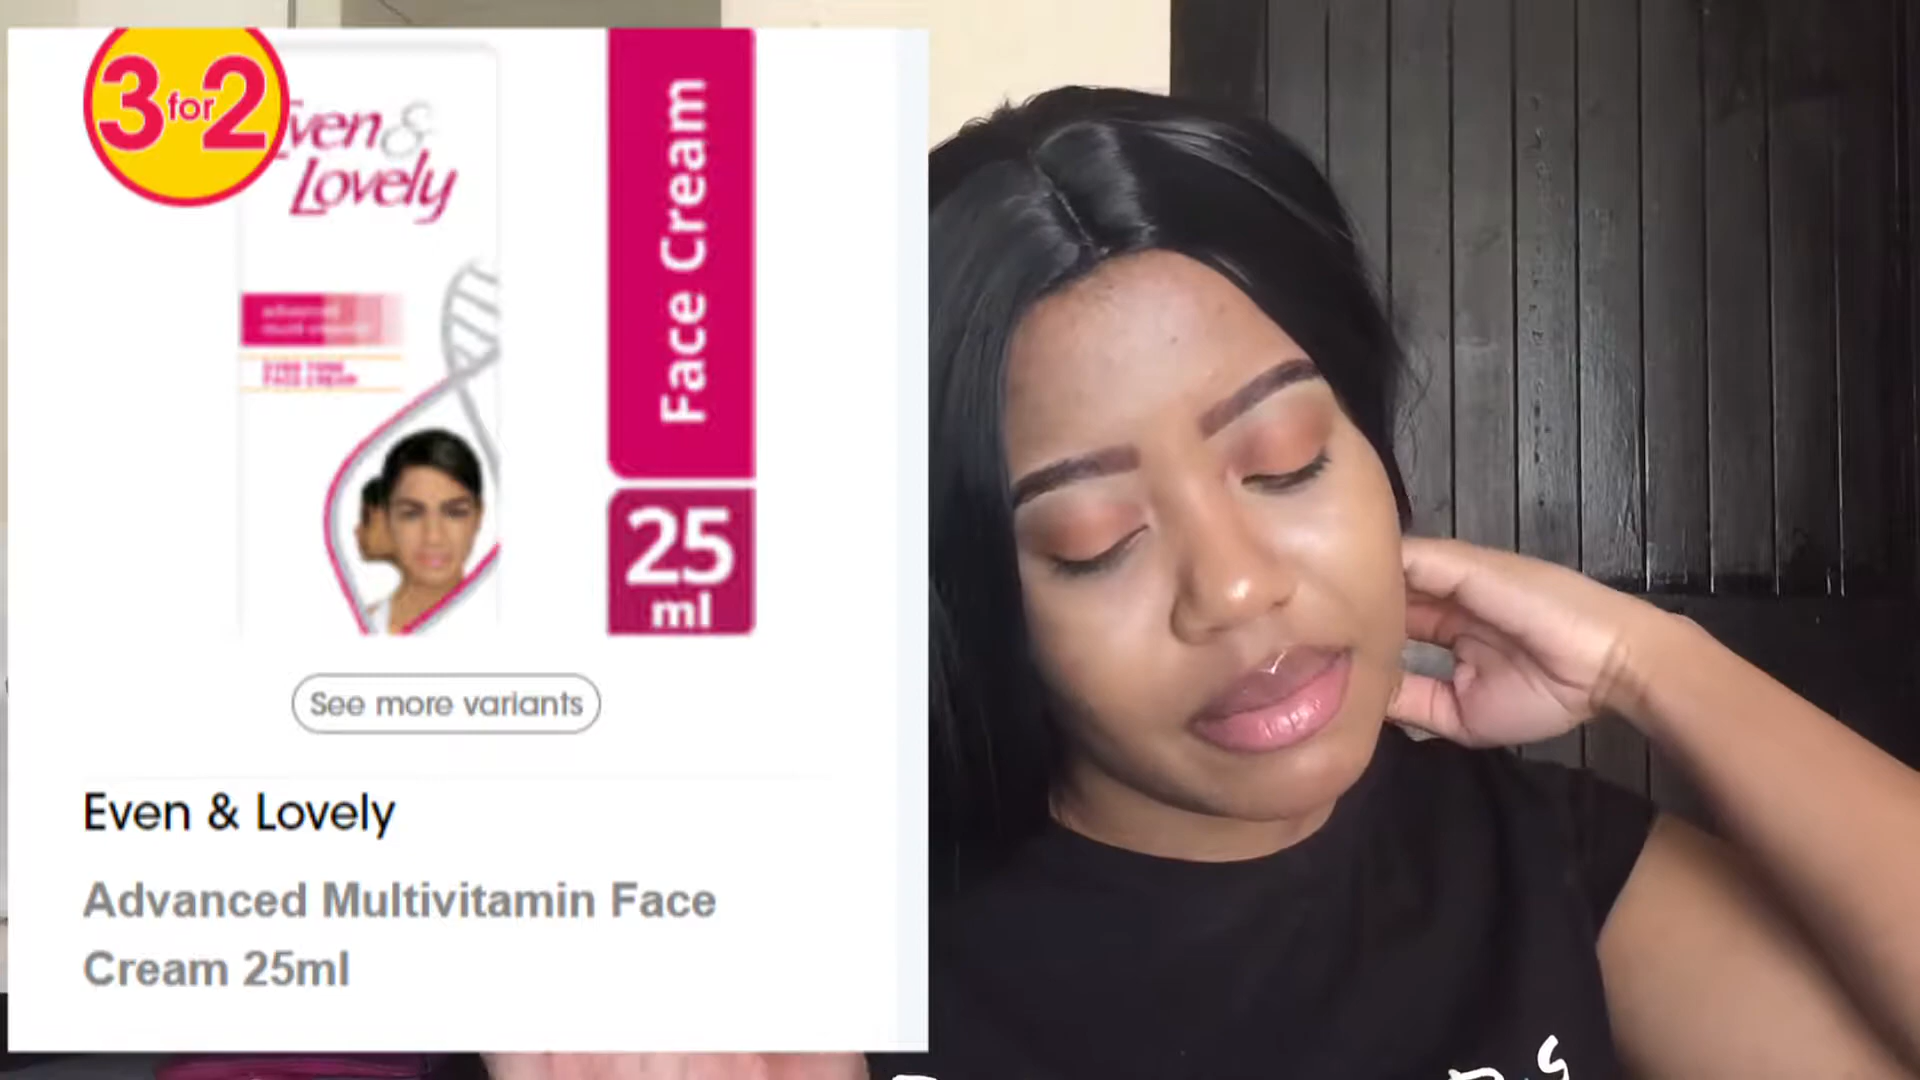 3 for 2
Even &
Lovely
Face Cream
25
ml
See more variants
Even & Lovely
Advanced Multivitamin Face
Cream 25ml